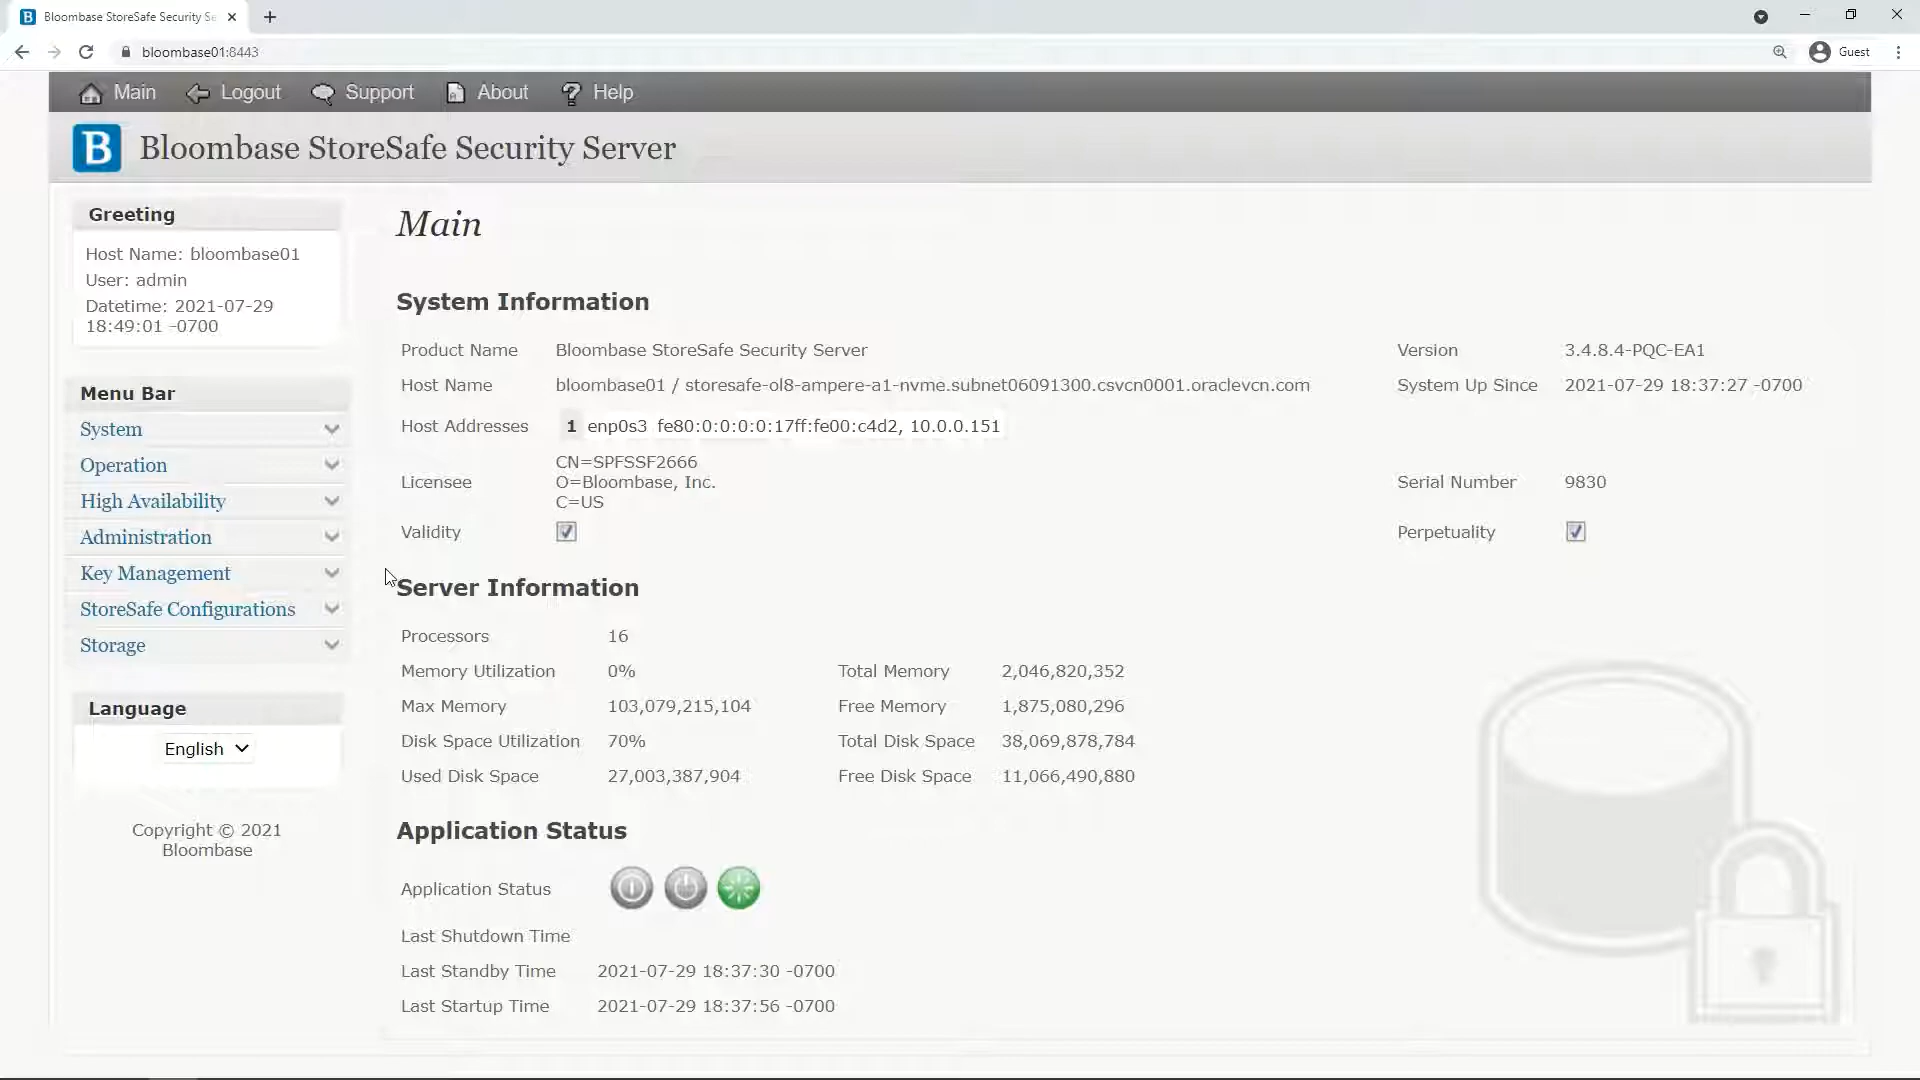 Bloombase StoreSafe Security Se
bloombase01:8443
Guest
Main Logout Support About Help
B Bloombase StoreSafe Security Server
Greeting
Host Name: bloombase01
User: admin
Datetime: 2021-07-29
18:49:01 -0700
Menu Bar
System
Operation
High Availability
Administration
Key Management
StoreSafe Configurations
Storage
Language
English
Copyright © 2021
Bloombase
Main
System Information
Product Name Bloombase StoreSafe Security Server Version 3.4.8.4-PQC-EA1
Host Name bloombase01 / storesafe-ol8-ampere-a1-nvme.subnet06091300.csvcn0001.oraclevcn.com System Up Since 2021-07-29 18:37:27 -0700
Host Addresses 1 enp0s3 fe80:0:0:0:0:17ff:fe00:c4d2, 10.0.0.151
CN=SPFSSF2666
Licensee O=Bloombase, Inc. Serial Number 9830
C=US
Validity Perpetuality
Server Information
Processors 16
Memory Utilization 0% Total Memory 2,046,820,352
Max Memory 103,079,215,104 Free Memory 1,875,080,296
Disk Space Utilization 70% Total Disk Space 38,069,878,784
Used Disk Space 27,003,387,904 Free Disk Space 11,066,490,880
Application Status
Application Status
Last Shutdown Time
Last Standby Time 2021-07-29 18:37:30 -0700
Last Startup Time 2021-07-29 18:37:56 -0700